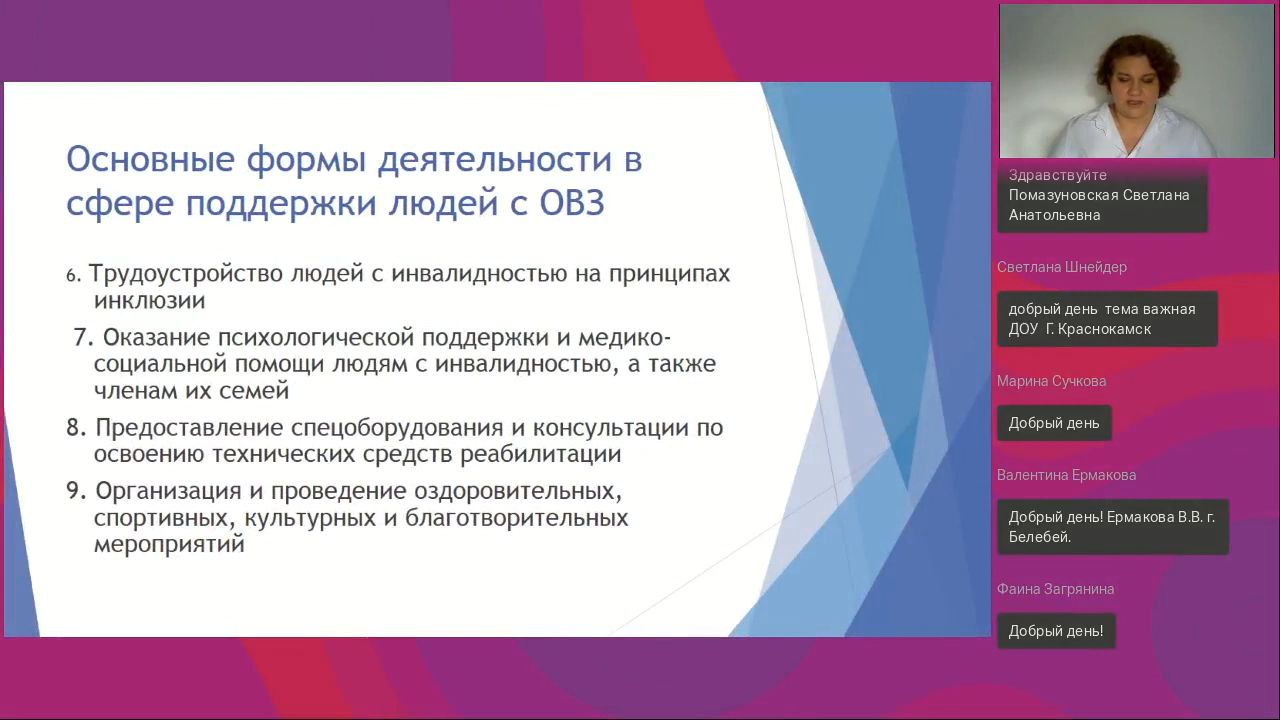 Основные формы деятельности в
сфере поддержки людей с ОВЗ
6. Трудоустройство людей с инвалидностью на принципах
инклюзии
7. Оказание психологической поддержки и медико-
социальной помощи людям с инвалидностью, а также
членам их семей
8. Предоставление спецоборудования и консультации по
освоению технических средств реабилитации
9. Организация и проведение оздоровительных,
спортивных, культурных и благотворительных
мероприятий
Здравствуйте
Помазуновская Светлана
Анатольевна
Светлана Шнейдер
добрый день тема важная
ДОУ Г. Краснокамск
Марина Сучкова
Добрый день
Валентина Ермакова
Добрый день! Ермакова В.В. г.
Белебей.
Фаина Загрянина
Добрый день!